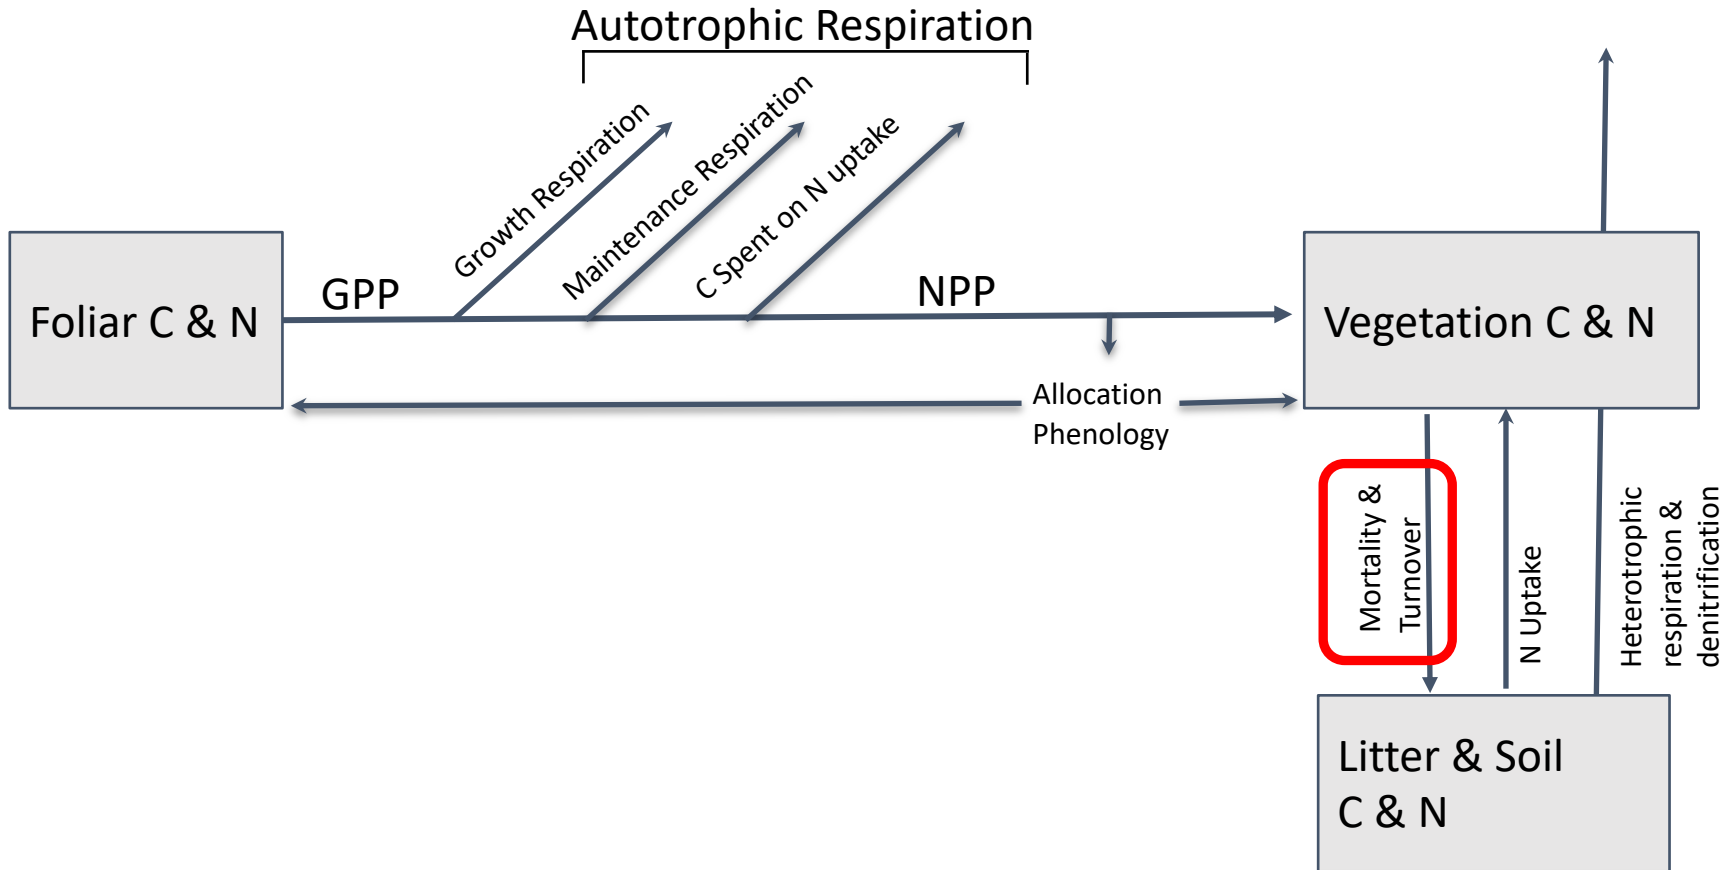 Autotrophic Respiration
Growth Respiration
Maintenance Respiration
C Spent on N uptake
GPP
NPP
Foliar C & N
Vegetation C & N
Allocation
Phenology
Mortality &
Turnover
N Uptake
Heterotrophic
respiration &
denitrification
Litter & Soil
C & N